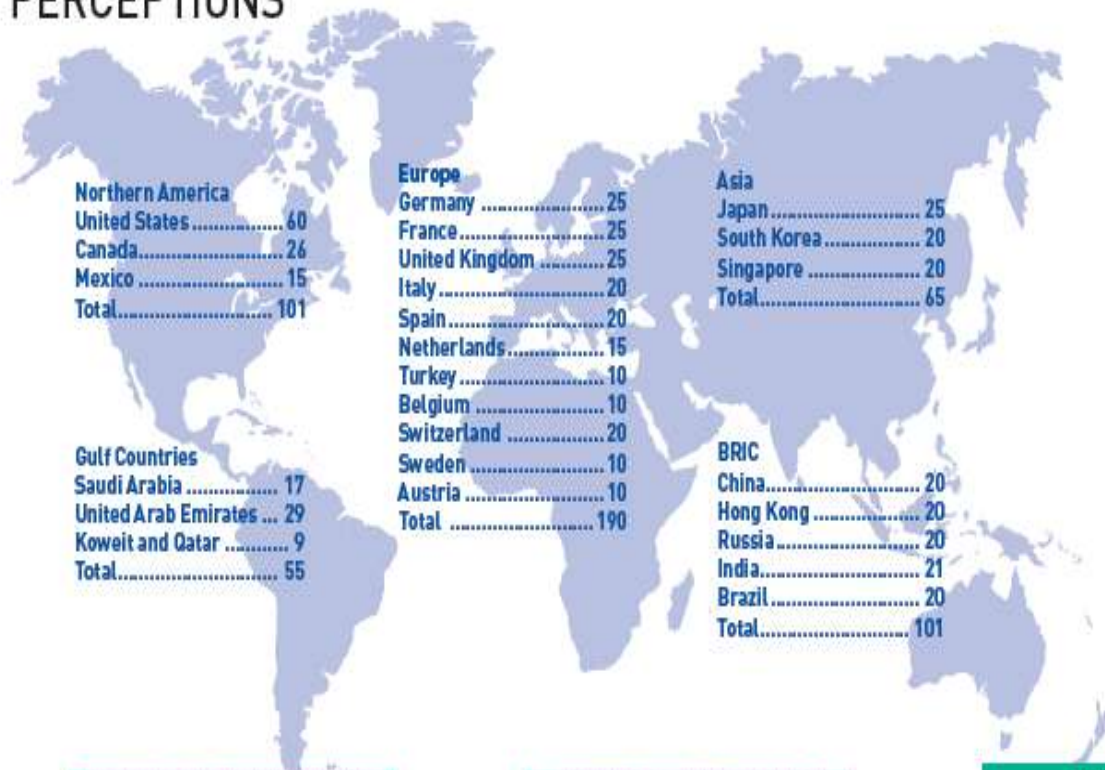 PERCEPTIONS
Northern America
United States ................ 60
Canada......................... 26
Mexico ......................... 15
Total........................... 101
Gulf Countries
Saudi Arabia ................ 17
United Arab Emirates ... 29
Koweit and Qatar ............ 9
Total............................ 55
Europe
Germany ..................... 25
France......................... 25
United Kingdom ........... 25
Italy............................. 20
Spain........................... 20
Netherlands................. 15
Turkey ......................... 10
Belgium ...................... 10
Switzerland ................. 20
Sweden ....................... 10
Austria ........................ 10
Total ......................... 190
Asia
Japan.......................... 25
South Korea................. 20
Singapore ................... 20
Total............................ 65
BRIC
China........................... 20
Hong Kong .................. 20
Russia......................... 20
India............................ 21
Brazil.......................... 20
Total.......................... 101